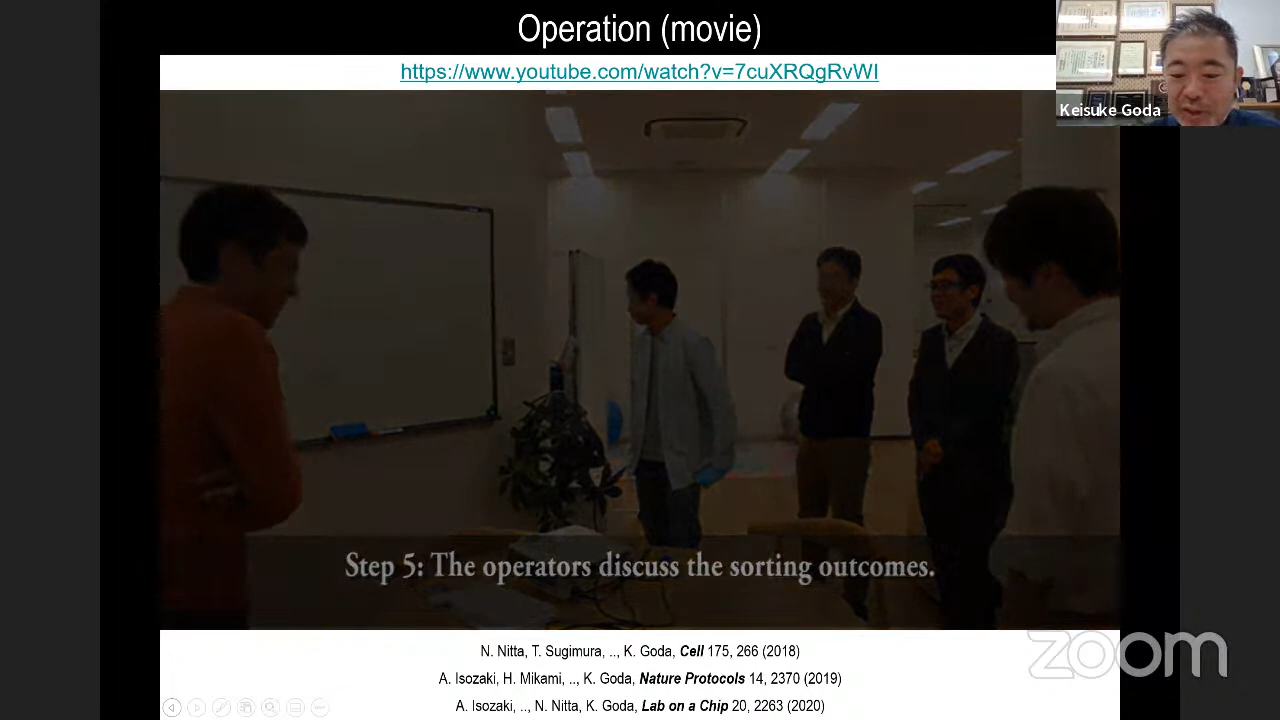 Operation (movie)
https://www.youtube.com/watch?v=7cuXRQgRvWI
Keisuke Goda
Step 5: The operators discuss the sorting outcomes.
N. Nitta, T. Sugimura, .., K. Goda, Cell 175, 266 (2018)
A. Isozaki, H. Mikami, .., K. Goda, Nature Protocols 14, 2370 (2019)
A. Isozaki, .., N. Nitta, K. Goda, Lab on a Chip 20, 2263 (2020)
zoom